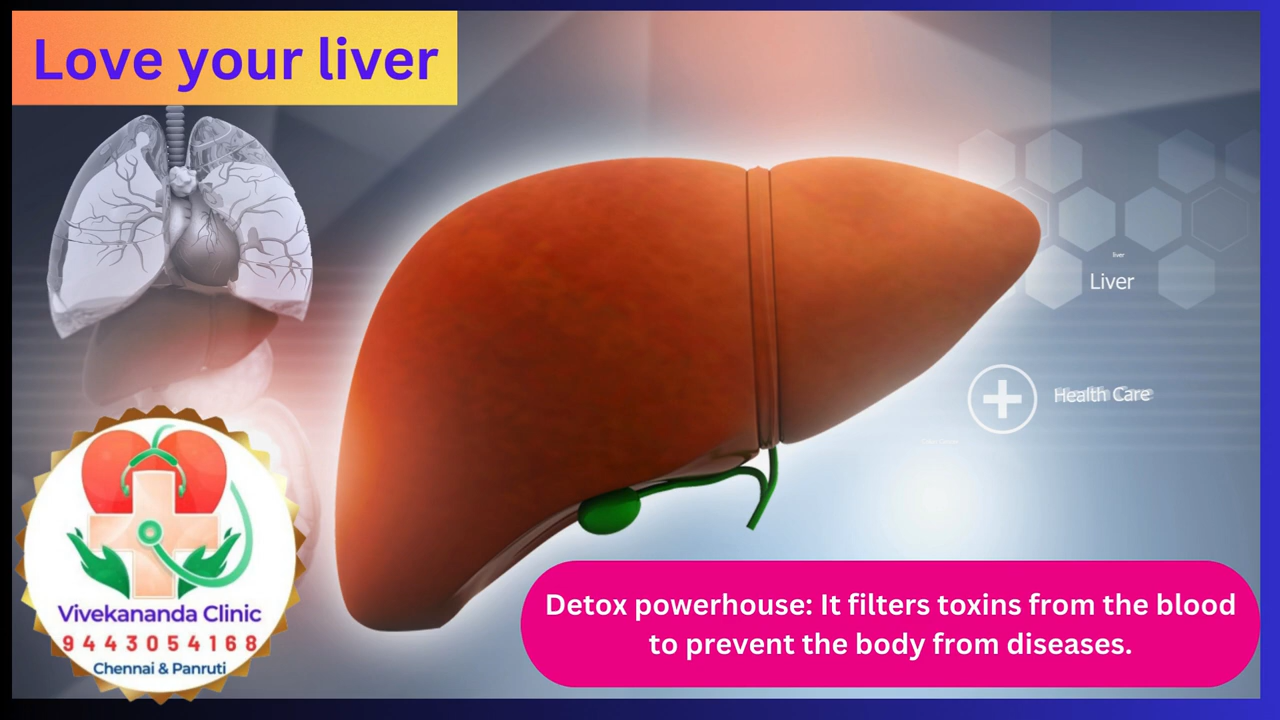 Love your liver
liver
Liver
Health Care
Vivekananda Clinic
9443054168
Chennai & Panruti
Detox powerhouse: It filters toxins from the blood
to prevent the body from diseases.